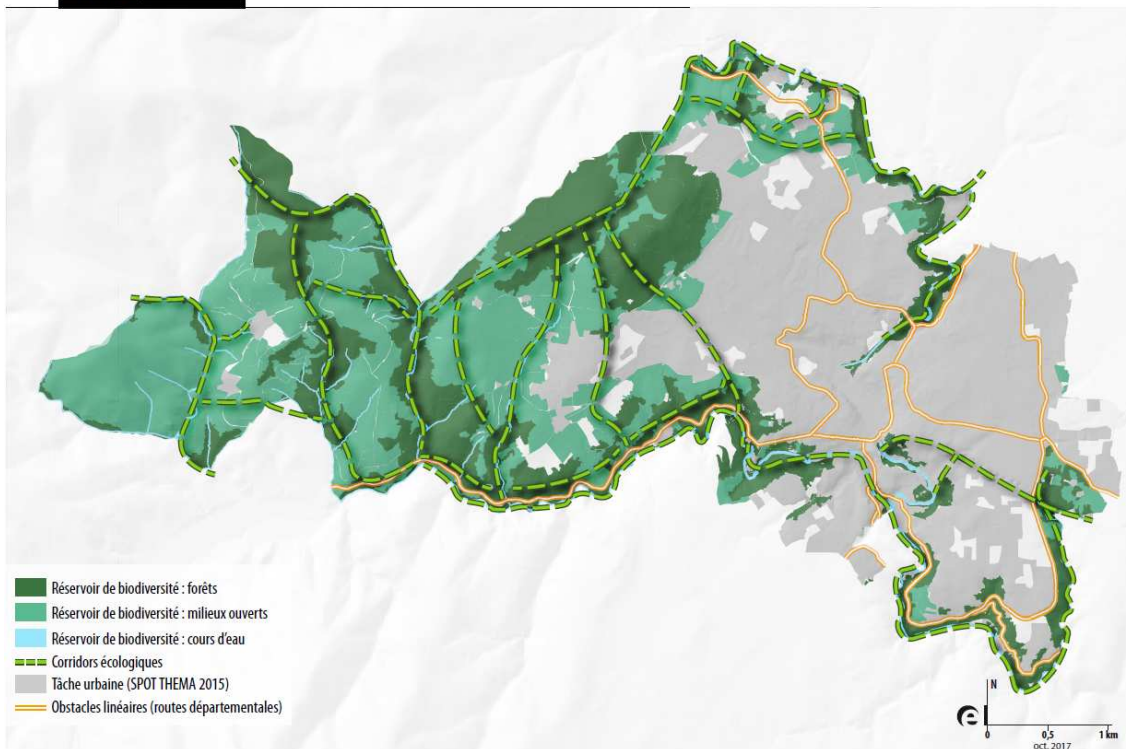 Réservoir de biodiversité : forêts
Réservoir de biodiversité : milieux ouverts
Réservoir de biodiversité : cours d'eau
Corridors écologiques
Tâche urbaine (SPOT THEMA 2015)
Obstacles linéaires (routes départementales)
N
0 0,5 1 km
oct. 2017